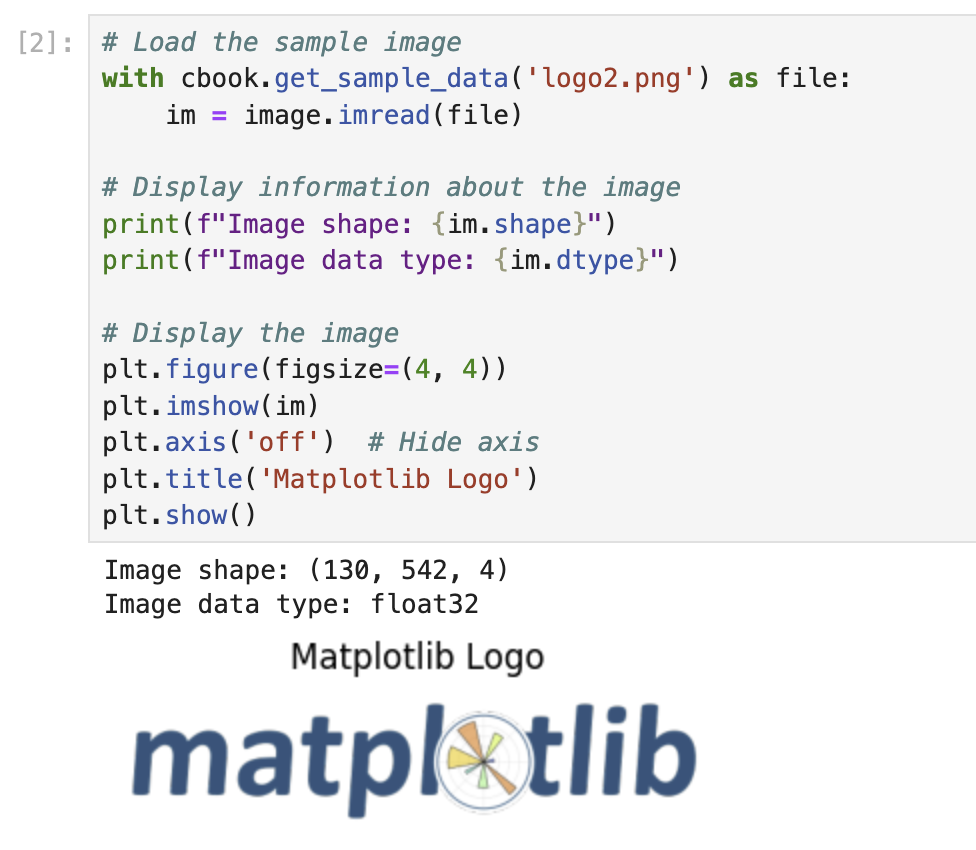 [2]: # Load the sample image
with cbook.get_sample_data('logo2.png') as file:
    im = image.imread(file)

# Display information about the image
print(f"Image shape: {im.shape}")
print(f"Image data type: {im.dtype}")

# Display the image
plt.figure(figsize=(4, 4))
plt.imshow(im)
plt.axis('off')  # Hide axis
plt.title('Matplotlib Logo')
plt.show()
Image shape: (130, 542, 4)
Image data type: float32
Matplotlib Logo
matplotlib